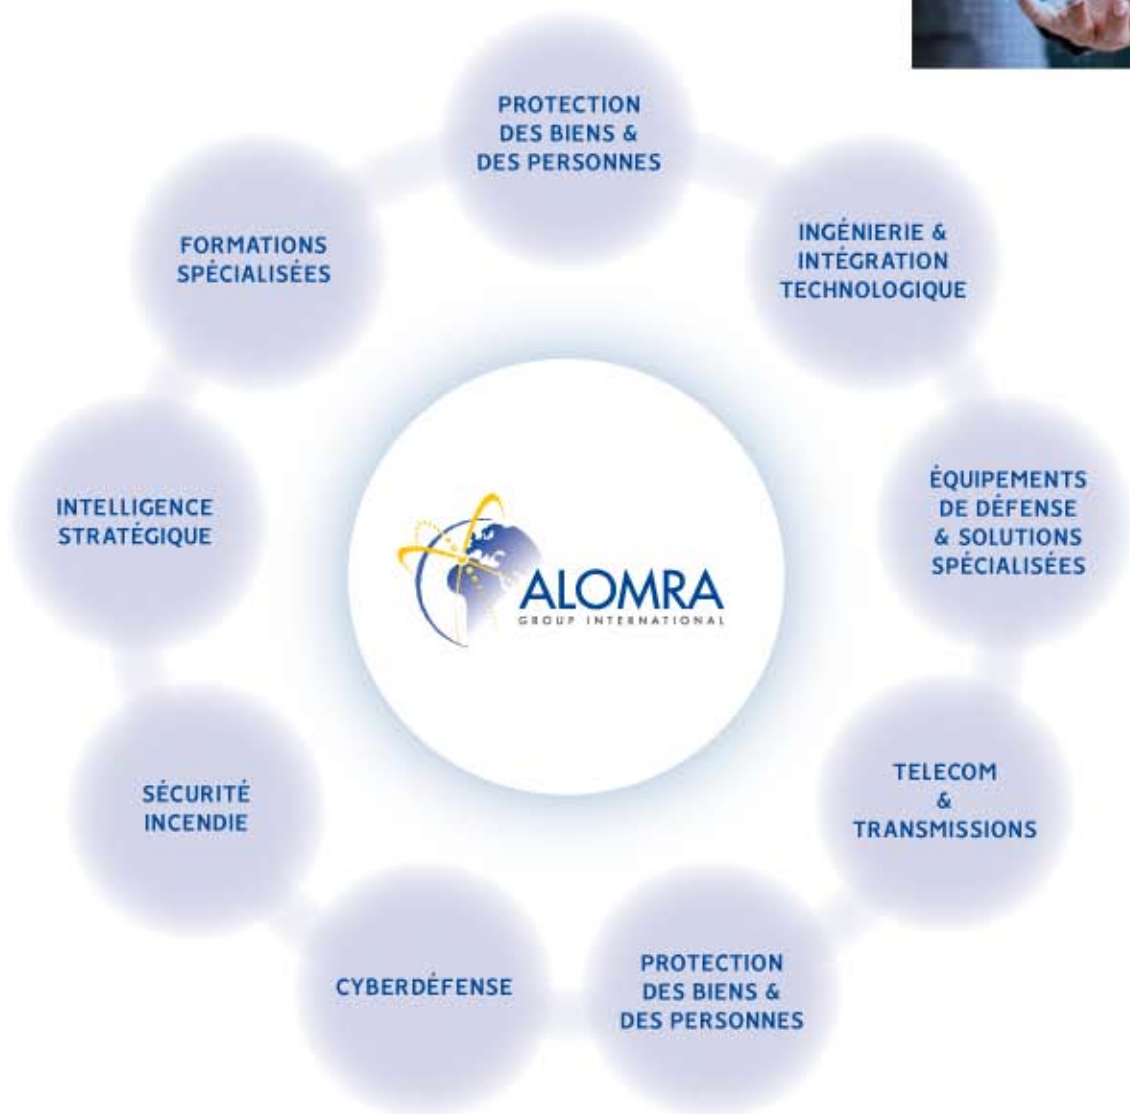 PROTECTION
DES BIENS &
DES PERSONNES
INGÉNIERIE &
INTÉGRATION
TECHNOLOGIQUE
ÉQUIPEMENTS
DE DÉFENSE
& SOLUTIONS
SPÉCIALISÉES
TELECOM
&
TRANSMISSIONS
PROTECTION
DES BIENS &
DES PERSONNES
CYBERDÉFENSE
SÉCURITÉ
INCENDIE
INTELLIGENCE
STRATÉGIQUE
FORMATIONS
SPÉCIALISÉES
ALOMRA
GROUP INTERNATIONAL